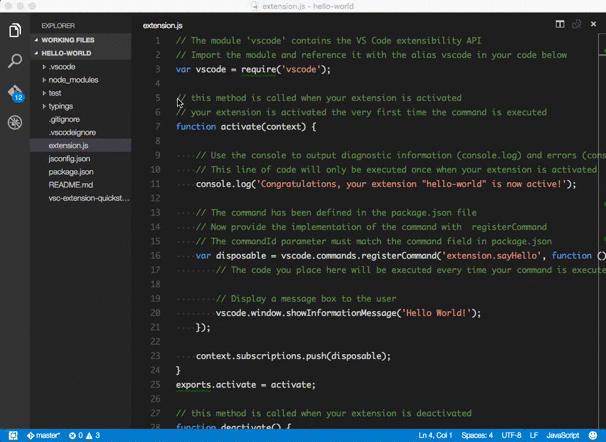 extension.js - hello-world
EXPLORER
WORKING FILES
HELLO-WORLD
.vscode
node_modules
test
typings
.gitignore
.vscodeignore
extension.js
jsconfig.json
package.json
README.md
vsc-extension-quickst...
12
extension.js
1 // The module 'vscode' contains the VS Code extensibility API
2 // Import the module and reference it with the alias vscode in your code below
3 var vscode = require('vscode');
4
5 // this method is called when your extension is activated
6 // your extension is activated the very first time the command is executed
7 function activate(context) {
8
9 // Use the console to output diagnostic information (console.log) and errors (cons
10 // This line of code will only be executed once when your extension is activated
11 console.log('Congratulations, your extension "hello-world" is now active!');
12
13 // The command has been defined in the package.json file
14 // Now provide the implementation of the command with  registerCommand
15 // The commandId parameter must match the command field in package.json
16 var disposable = vscode.commands.registerCommand('extension.sayHello', function ()
17 // The code you place here will be executed every time your command is execute
18
19 // Display a message box to the user
20 vscode.window.showInformationMessage('Hello World!');
21 });
22
23 context.subscriptions.push(disposable);
24 }
25 exports.activate = activate;
26
27 // this method is called when your extension is deactivated
28 function deactivate() {
master* 0 3 Ln 4, Col 1 Spaces: 4 UTF-8 LF JavaScript